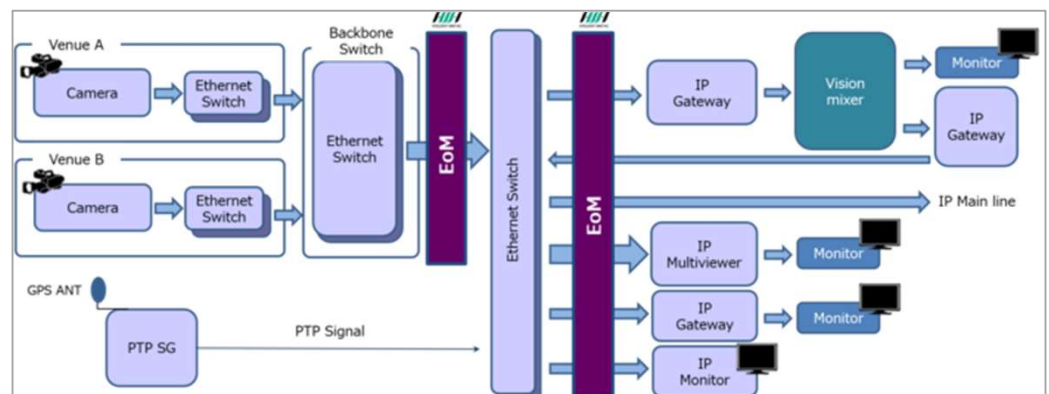 Venue A
Camera
Ethernet
Switch
Venue B
Camera
Ethernet
Switch
Backbone
Switch
Ethernet
Switch
EoM
Ethernet Switch
EoM
IP
Gateway
Vision
mixer
Monitor
IP
Gateway
IP Main line
IP
Multiviewer
Monitor
IP
Gateway
Monitor
IP
Monitor
GPS ANT
PTP SG
PTP Signal